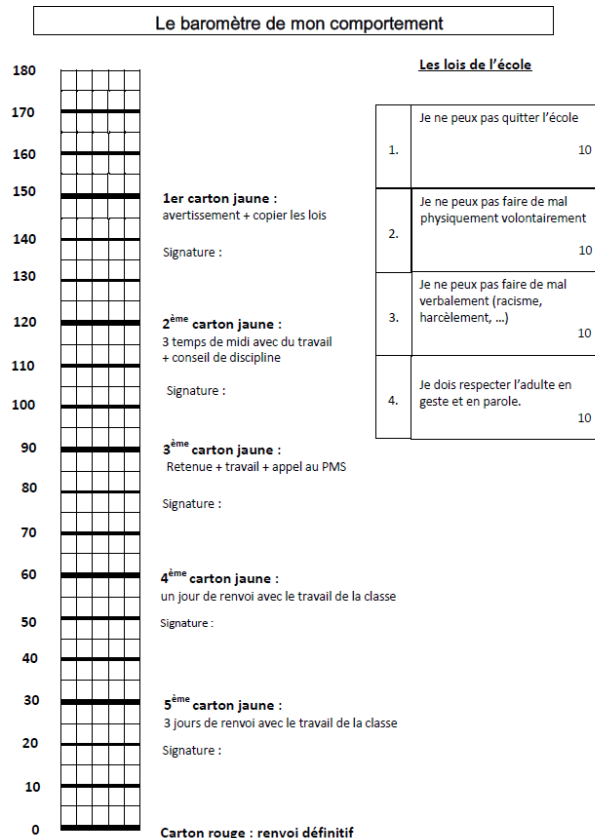 Le baromètre de mon comportement
Les lois de l'école
180
170
160
150
140
130
120
110
100
90
80
70
60
50
40
30
20
10
0
1er carton jaune :
avertissement + copier les lois
Signature :
2ème carton jaune :
3 temps de midi avec du travail
+ conseil de discipline
Signature :
3ème carton jaune :
Retenue + travail + appel au PMS
Signature :
4ème carton jaune :
un jour de renvoi avec le travail de la classe
Signature :
5ème carton jaune :
3 jours de renvoi avec le travail de la classe
Signature :
Carton rouge : renvoi définitif
1.
Je ne peux pas quitter l'école
10
2.
Je ne peux pas faire de mal
physiquement volontairement
10
3.
Je ne peux pas faire de mal
verbalement (racisme,
harcèlement, …)
10
4.
Je dois respecter l'adulte en
geste et en parole.
10